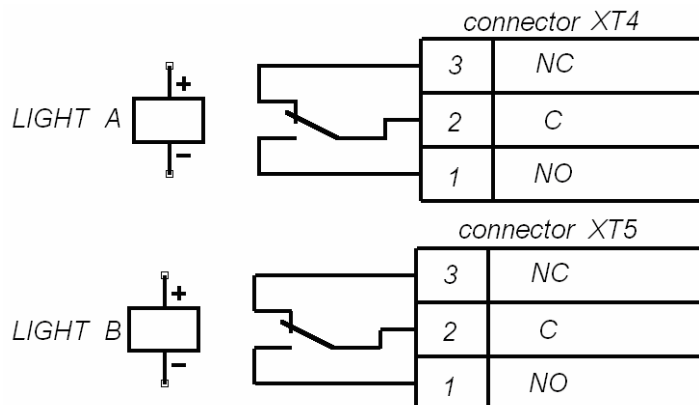 connector XT4
3 NC
+
LIGHT A
2 C
-
1 NO
connector XT5
3 NC
+
LIGHT B
2 C
-
1 NO